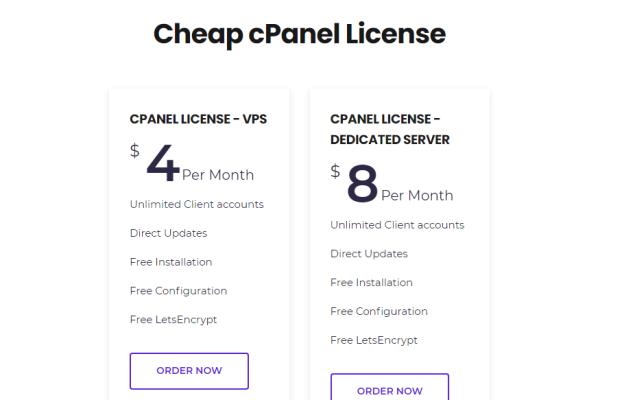 Cheap cPanel License
CPANEL LICENSE - VPS
$ 4 Per Month
Unlimited Client accounts
Direct Updates
Free Installation
Free Configuration
Free LetsEncrypt
ORDER NOW
CPANEL LICENSE -
DEDICATED SERVER
$ 8 Per Month
Unlimited Client accounts
Direct Updates
Free Installation
Free Configuration
Free LetsEncrypt
ORDER NOW